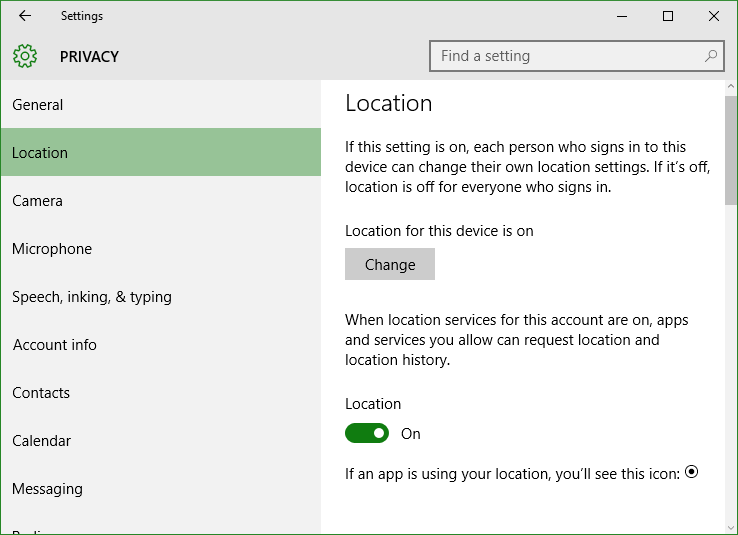 Settings
PRIVACY
Find a setting
General
Location
Camera
Microphone
Speech, inking, & typing
Account info
Contacts
Calendar
Messaging
Location
If this setting is on, each person who signs in to this
device can change their own location settings. If it's off,
location is off for everyone who signs in.
Location for this device is on
Change
When location services for this account are on, apps
and services you allow can request location and
location history.
Location
On
If an app is using your location, you'll see this icon: